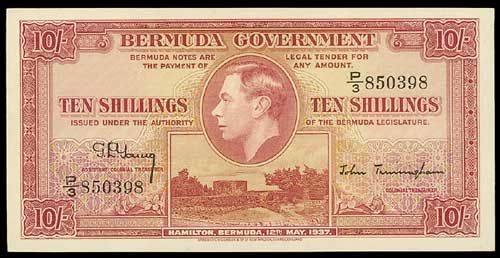 10/- BERMUDA GOVERNMENT 10/-
BERMUDA NOTES ARE LEGAL TENDER FOR
THE PAYMENT OF ANY AMOUNT.
P/3 850398
TEN SHILLINGS TEN SHILLINGS
ISSUED UNDER THE AUTHORITY OF THE BERMUDA LEGISLATURE.
ASSISTANT COLONIAL TREASURER
John Trimingham
COLONIAL TREASURER
P/3 850398
10/- 10/-
HAMILTON, BERMUDA, 12TH MAY, 1937.